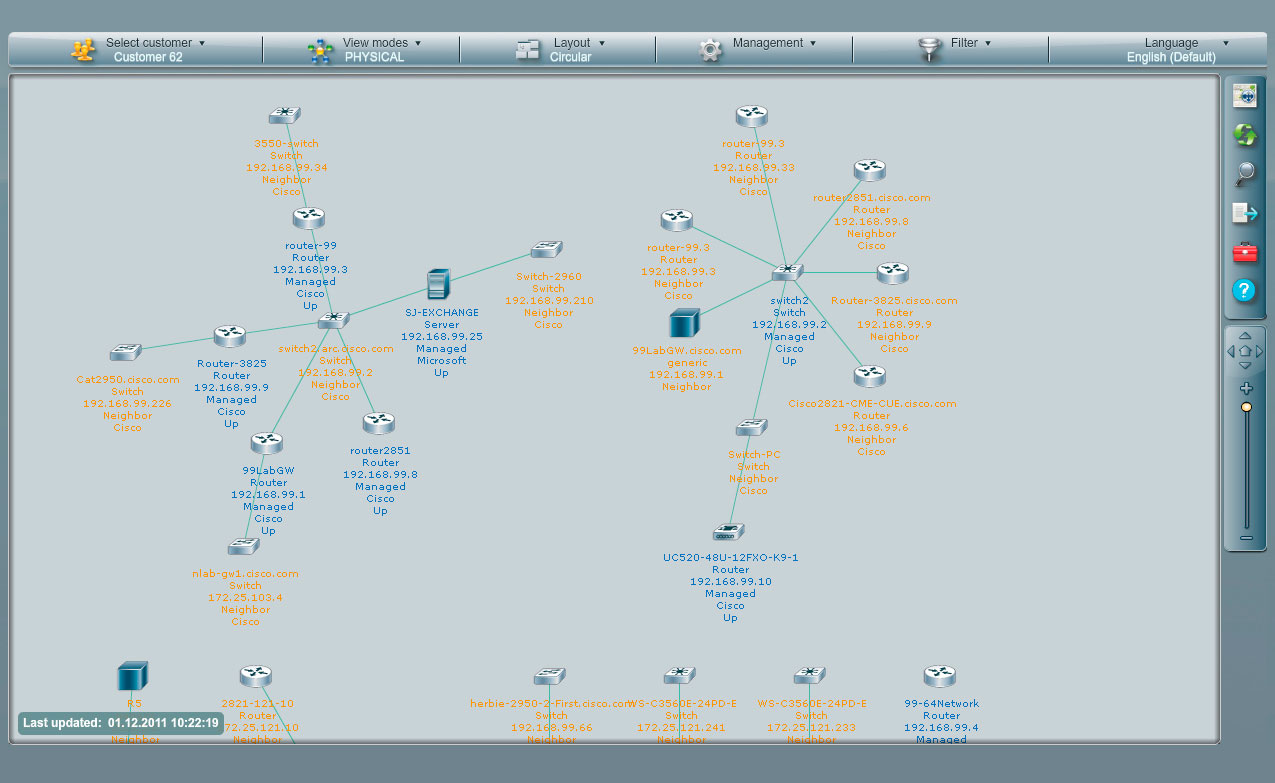 Select customer
Customer 62
View modes
PHYSICAL
Layout
Circular
Management
Filter
Language
English (Default)
3550-switch
Switch
192.168.99.34
Neighbor
Cisco
router-99
Router
192.168.99.3
Managed
Cisco
Up
Switch-2960
Switch
192.168.99.210
Neighbor
Cisco
SJ-EXCHANGE
Server
192.168.99.25
Managed
Microsoft
Up
switch2.arc.cisco.com
Switch
192.168.99.2
Neighbor
Cisco
Router-3825
Router
192.168.99.9
Managed
Cisco
Up
Cat2950.cisco.com
Switch
192.168.99.226
Neighbor
Cisco
router2851
Router
192.168.99.8
Managed
Cisco
Up
99LabGW
Router
192.168.99.1
Managed
Cisco
Up
nlab-gw1.cisco.com
Switch
172.25.103.4
Neighbor
Cisco
router-99.3
Router
192.168.99.33
Neighbor
Cisco
router2851.cisco.com
Router
192.168.99.8
Neighbor
Cisco
router-99.3
Router
192.168.99.3
Neighbor
Cisco
switch2
Switch
192.168.99.2
Managed
Cisco
Up
Router-3825.cisco.com
Router
192.168.99.9
Neighbor
Cisco
99LabGW.cisco.com
generic
192.168.99.1
Neighbor
Cisco2821-CME-CUE.cisco.com
Router
192.168.99.6
Neighbor
Cisco
Switch-PC
Switch
Neighbor
Cisco
UC520-48U-12FXO-K9-1
Router
192.168.99.10
Managed
Cisco
Up
R5
Neighbor
2821-121-10
Router
172.25.121.10
Neighbor
herbie-2950-2-First.cisco.com
Switch
192.168.99.66
Neighbor
WS-C3560E-24PD-E
Switch
172.25.121.241
Neighbor
WS-C3560E-24PD-E
Switch
172.25.121.233
Neighbor
99-64Network
Router
192.168.99.4
Managed
Last updated: 01.12.2011 10:22:19